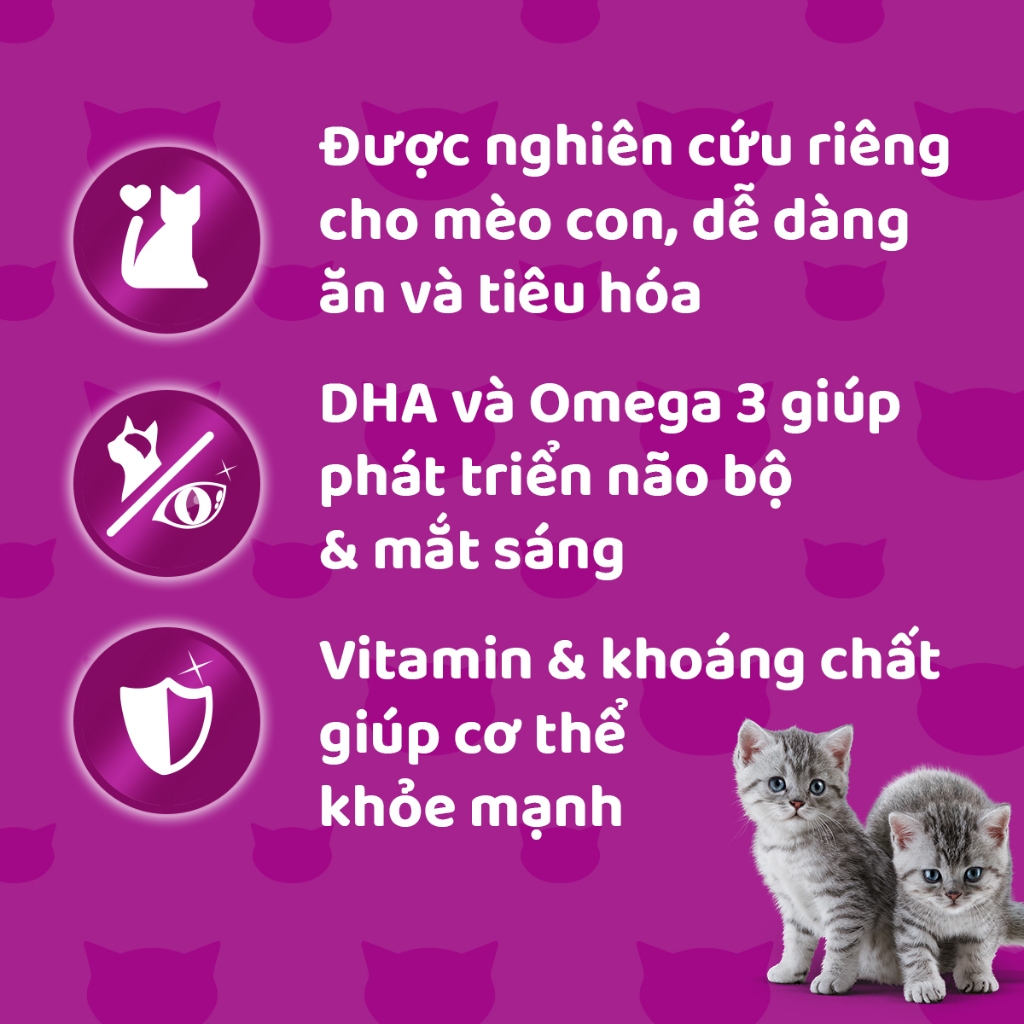 Được nghiên cứu riêng
cho mèo con, dễ dàng
ăn và tiêu hóa
DHA và Omega 3 giúp
phát triển não bộ
& mắt sáng
Vitamin & khoáng chất
giúp cơ thể
khỏe mạnh